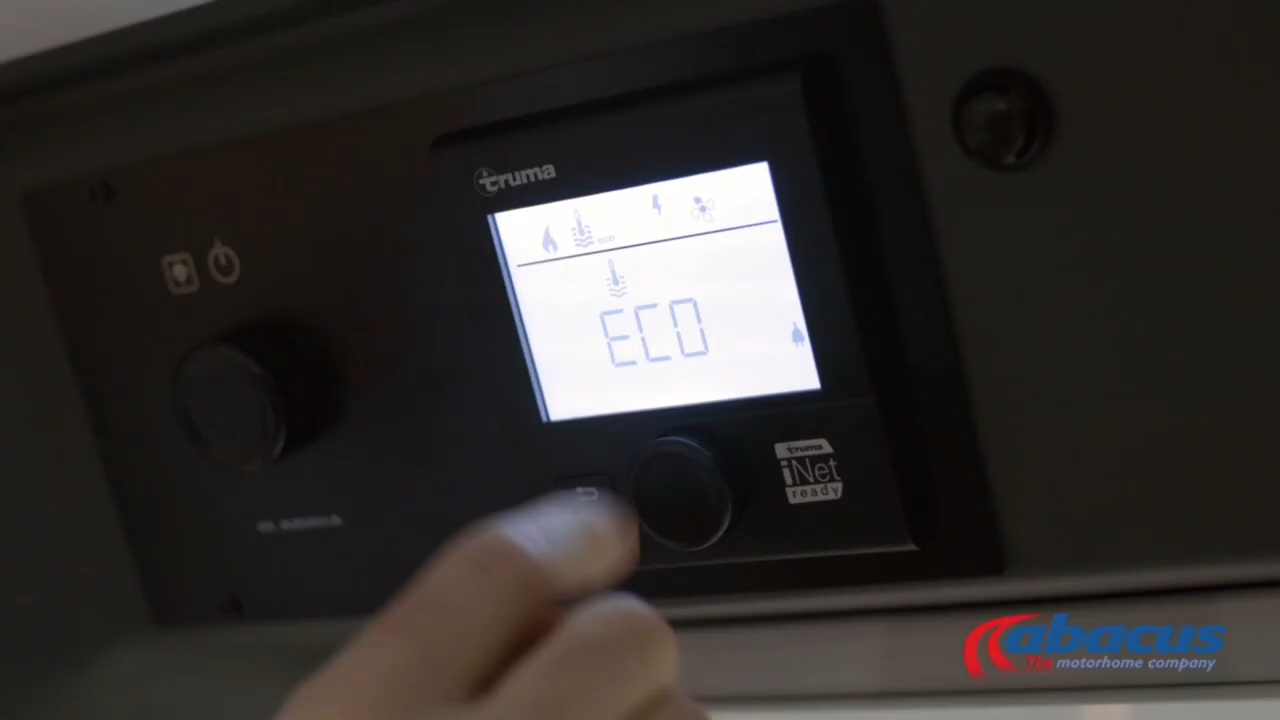 truma
eco
ECO
truma
iNet
ready
abacus
The motorhome company